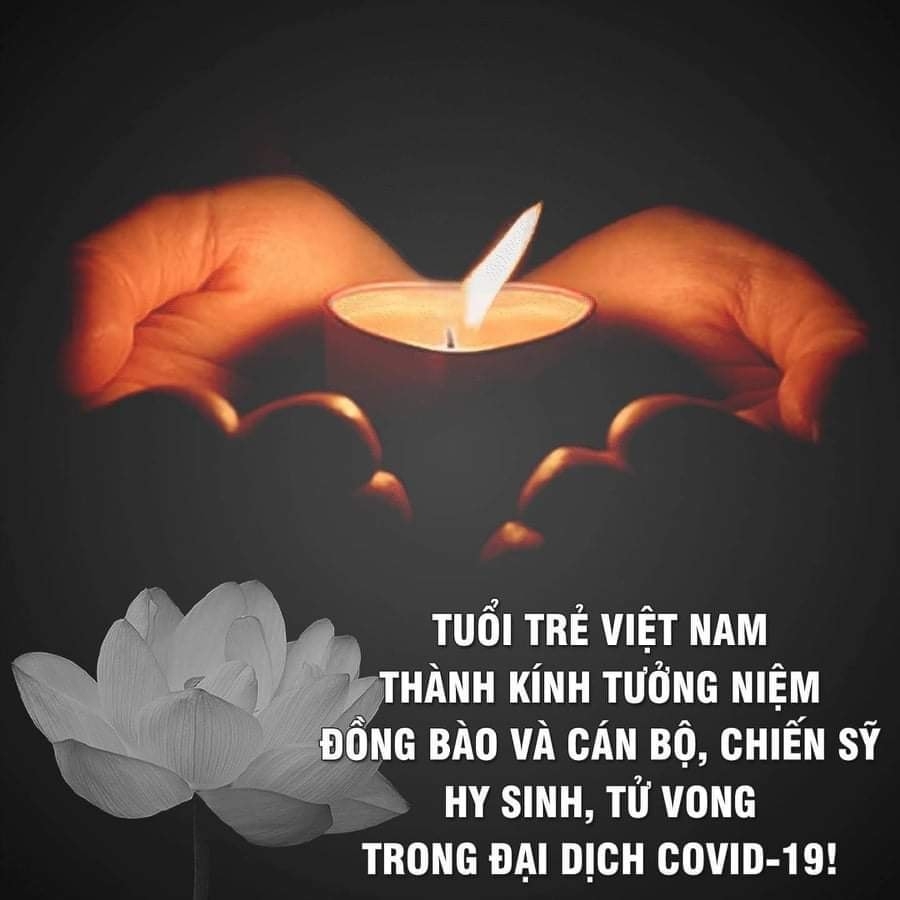 TUỔI TRẺ VIỆT NAM
THÀNH KÍNH TƯỞNG NIỆM
ĐỒNG BÀO VÀ CÁN BỘ, CHIẾN SỸ
HY SINH, TỬ VONG
TRONG ĐẠI DỊCH COVID-19!